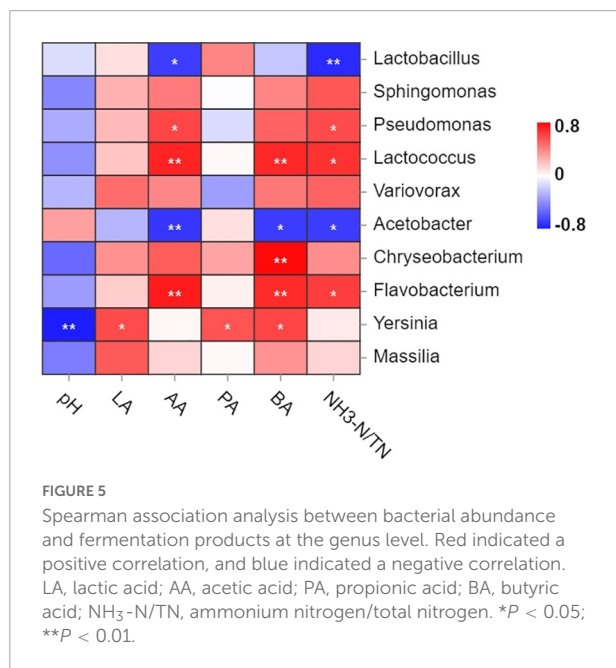 * ** Lactobacillus
Sphingomonas
* * Pseudomonas
** ** * Lactococcus
Variovorax
** * * Acetobacter
** Chryseobacterium
** ** * Flavobacterium
** * * * Yersinia
Massilia
0.8
0
-0.8
pH LA AA PA BA NH3-N/TN
FIGURE 5
Spearman association analysis between bacterial abundance
and fermentation products at the genus level. Red indicated a
positive correlation, and blue indicated a negative correlation.
LA, lactic acid; AA, acetic acid; PA, propionic acid; BA, butyric
acid; NH₃-N/TN, ammonium nitrogen/total nitrogen. *P < 0.05;
**P < 0.01.